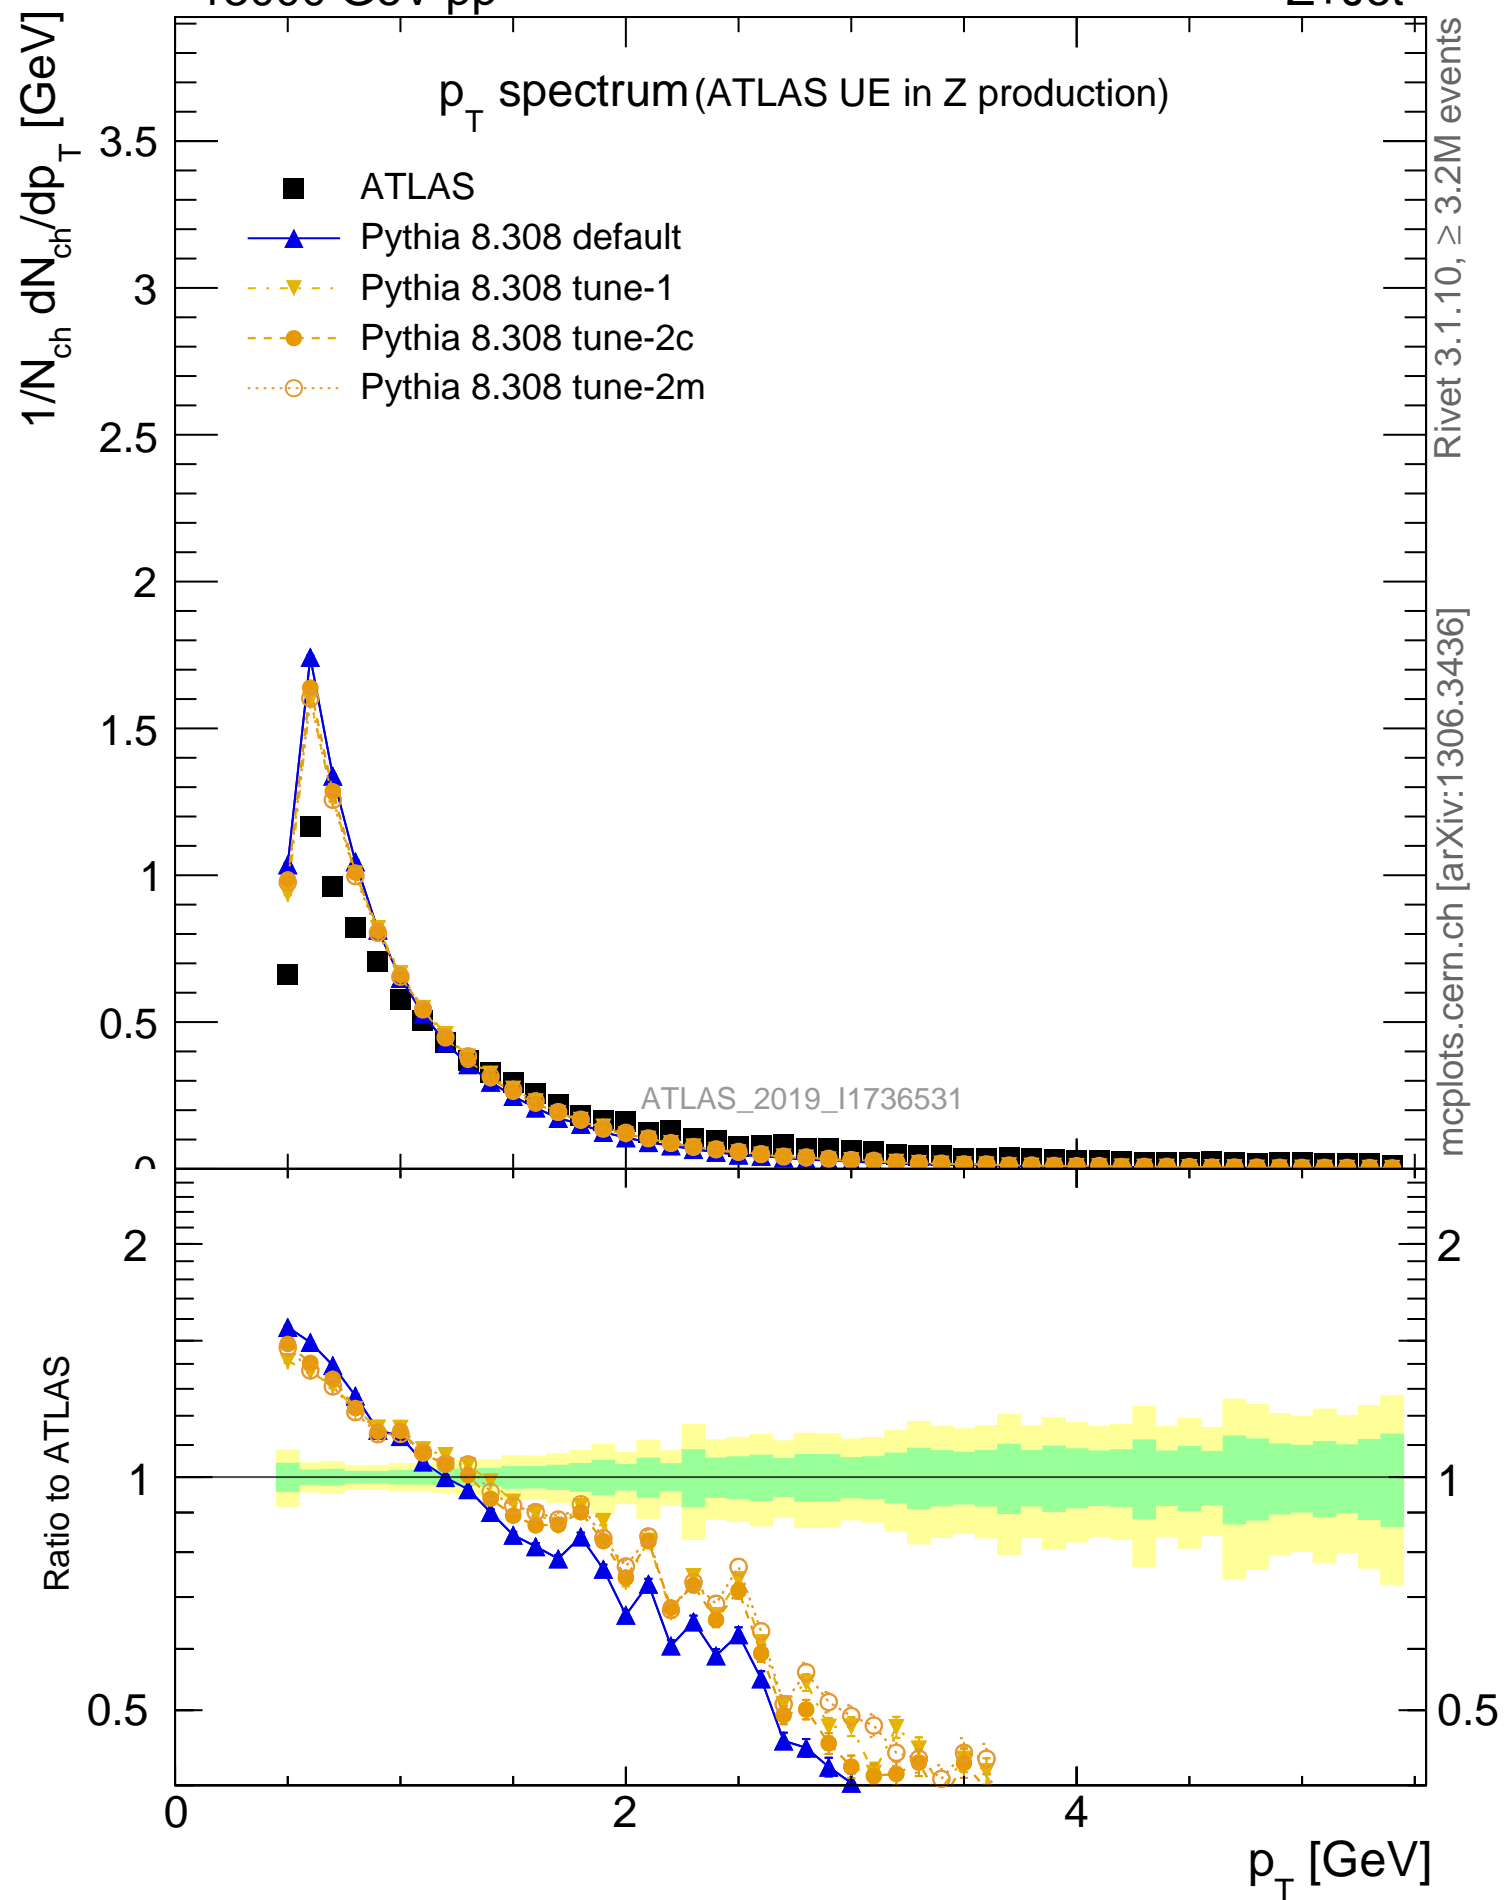 p_T spectrum (ATLAS UE in Z production)
ATLAS
Pythia 8.308 default
Pythia 8.308 tune-1
Pythia 8.308 tune-2c
Pythia 8.308 tune-2m
1/N_ch dN_ch/dp_T [GeV]
3.5
3
2.5
2
1.5
1
0.5
0
ATLAS_2019_I1736531
Rivet 3.1.10, ≥ 3.2M events
mcplots.cern.ch [arXiv:1306.3436]
Ratio to ATLAS
2
1
0.5
2
1
0.5
0
2
4
p_T [GeV]